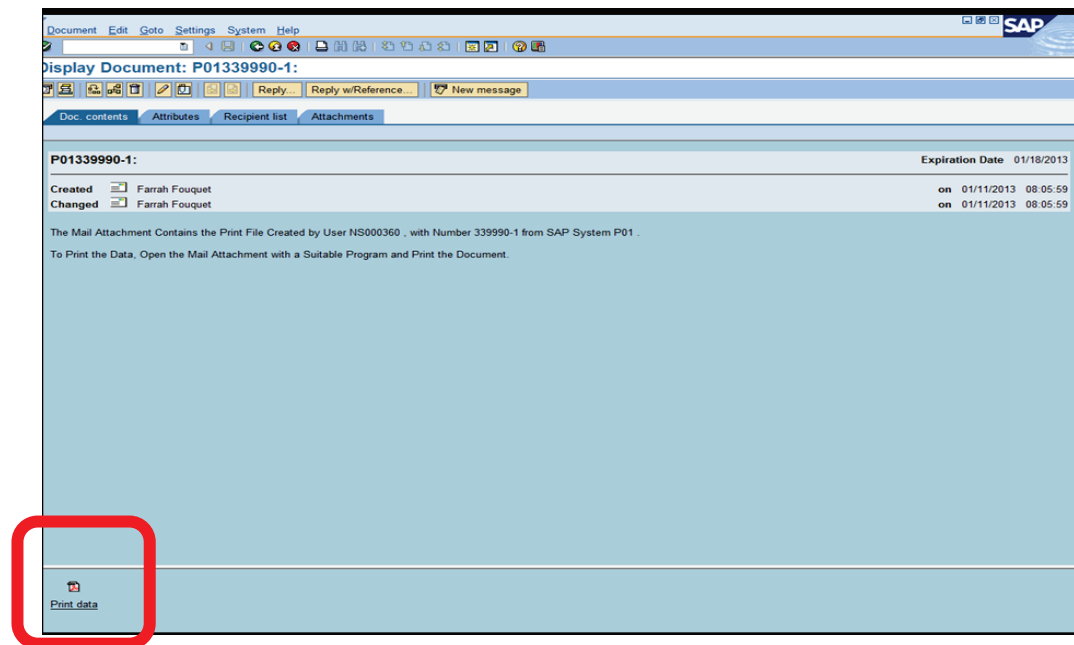 Document Edit Goto Settings System Help
SAP
Display Document: P01339990-1:
Reply... Reply w/Reference... New message
Doc. contents Attributes Recipient list Attachments
P01339990-1: Expiration Date 01/18/2013
Created Farrah Fouquet on 01/11/2013 08:05:59
Changed Farrah Fouquet on 01/11/2013 08:05:59
The Mail Attachment Contains the Print File Created by User NS000360 , with Number 339990-1 from SAP System P01 .
To Print the Data, Open the Mail Attachment with a Suitable Program and Print the Document.
Print data